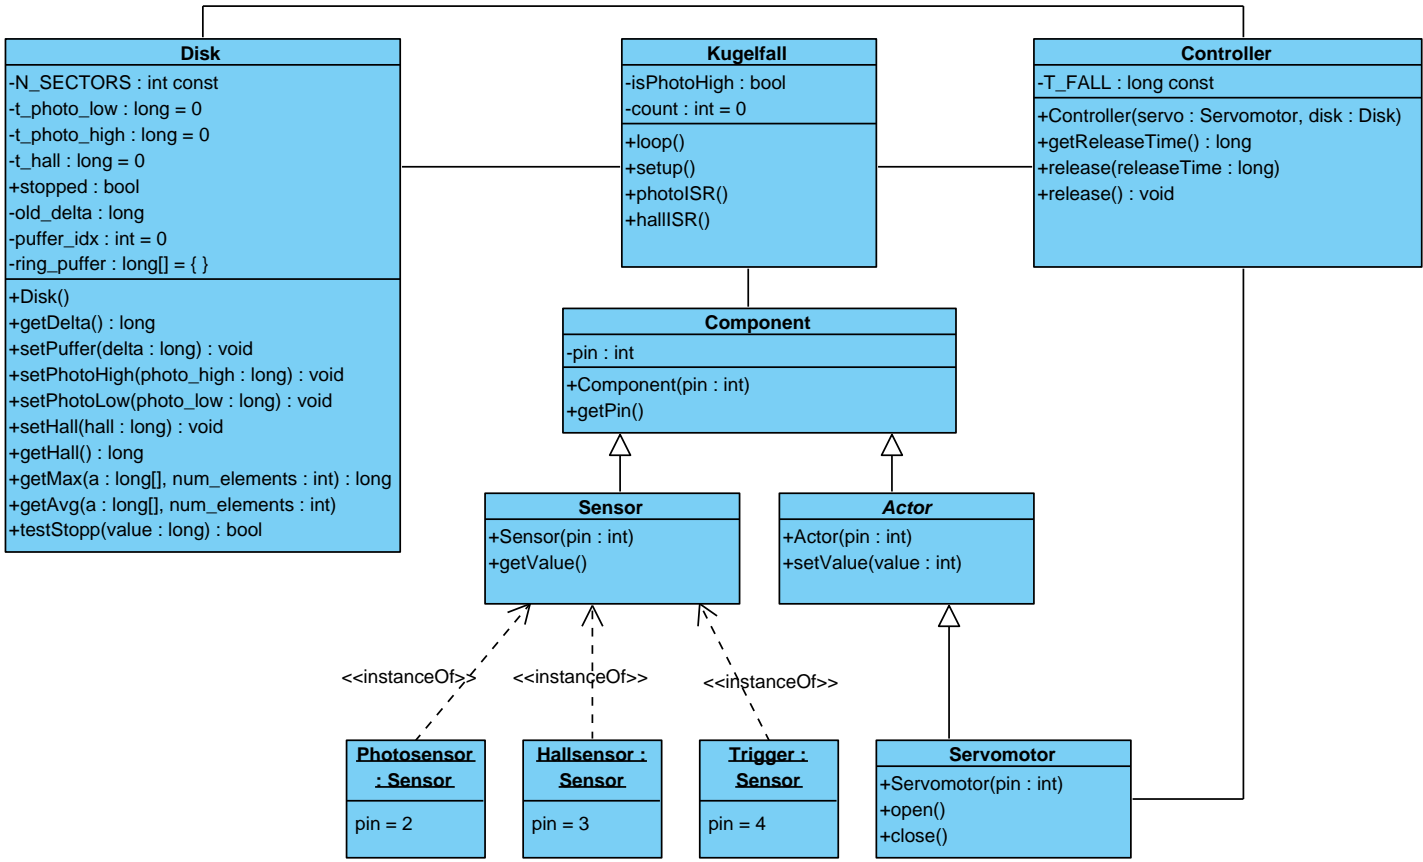 Disk
-N_SECTORS : int const
-t_photo_low : long = 0
-t_photo_high : long = 0
-t_hall : long = 0
+stopped : bool
-old_delta : long
-puffer_idx : int = 0
-ring_puffer : long[] = { }
+Disk()
+getDelta() : long
+setPuffer(delta : long) : void
+setPhotoHigh(photo_high : long) : void
+setPhotoLow(photo_low : long) : void
+setHall(hall : long) : void
+getHall() : long
+getMax(a : long[], num_elements : int) : long
+getAvg(a : long[], num_elements : int)
+testStopp(value : long) : bool
Kugelfall
-isPhotoHigh : bool
-count : int = 0
+loop()
+setup()
+photoISR()
+hallISR()
Controller
-T_FALL : long const
+Controller(servo : Servomotor, disk : Disk)
+getReleaseTime() : long
+release(releaseTime : long)
+release() : void
Component
-pin : int
+Component(pin : int)
+getPin()
Sensor
+Sensor(pin : int)
+getValue()
Actor
+Actor(pin : int)
+setValue(value : int)
<<instanceOf>>
<<instanceOf>>
<<instanceOf>>
Photosensor
: Sensor
pin = 2
Hallsensor :
Sensor
pin = 3
Trigger :
Sensor
pin = 4
Servomotor
+Servomotor(pin : int)
+open()
+close()